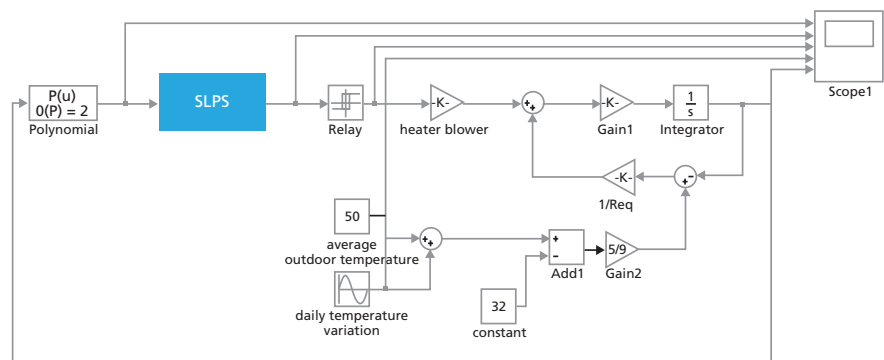 P(u)
0(P) = 2
Polynomial
SLPS
Relay
-K-
heater blower
++
-K-
Gain1
1
s
Integrator
Scope1
-K-
1/Req
+-
50
average
outdoor temperature
++
+
-
Add1
5/9
Gain2
daily temperature
variation
32
constant